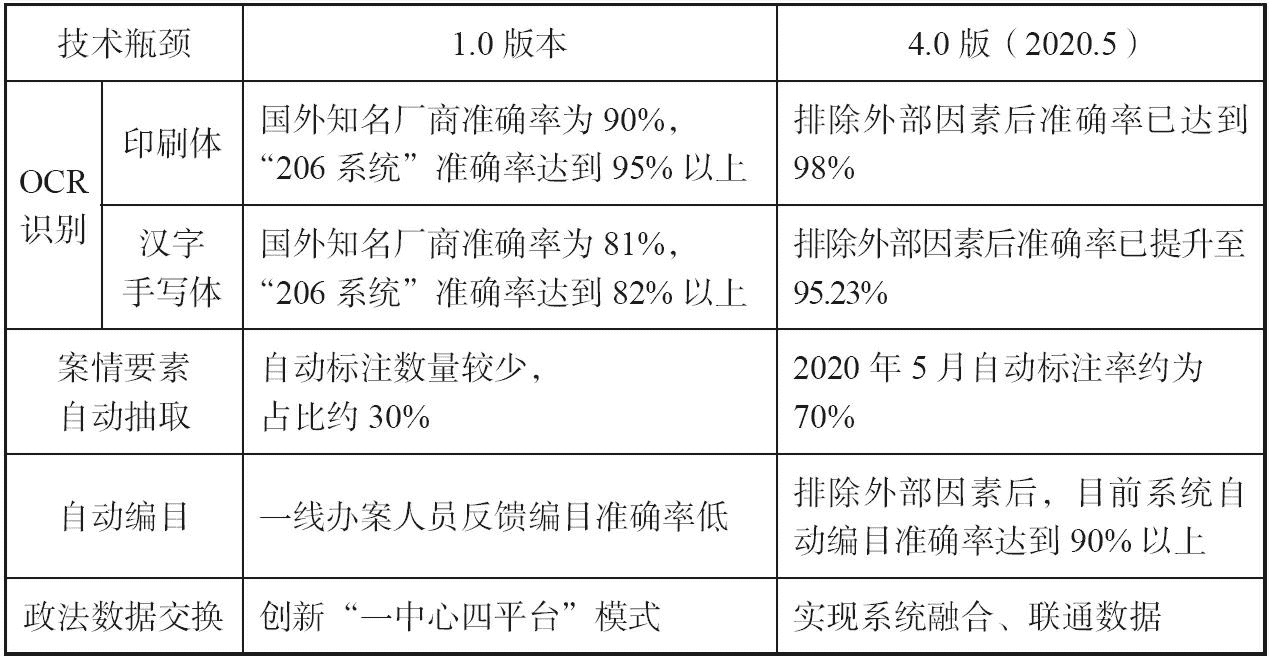 技术瓶颈
1.0 版本
4.0 版（2020.5）
OCR
识别
印刷体
国外知名厂商准确率为 90%，
“206 系统”准确率达到 95% 以上
排除外部因素后准确率已达到
98%
汉字
手写体
国外知名厂商准确率为 81%，
“206 系统”准确率达到 82% 以上
排除外部因素后准确率已提升至
95.23%
案情要素
自动抽取
自动标注数量较少，
占比约 30%
2020 年 5 月自动标注率约为
70%
自动编目
一线办案人员反馈编目准确率低
排除外部因素后，目前系统自
动编目准确率达到 90% 以上
政法数据交换
创新“一中心四平台”模式
实现系统融合、联通数据